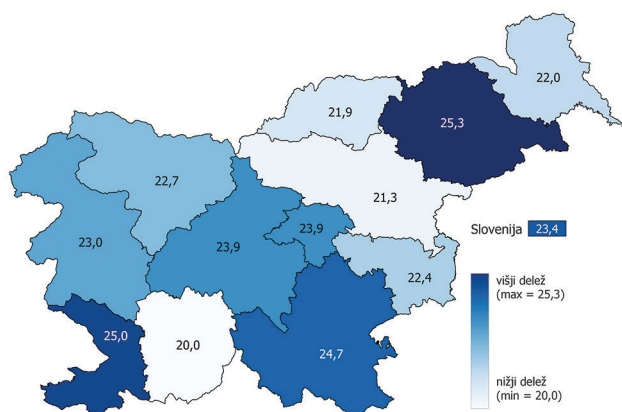 22,0
21,9
25,3
22,7
21,3
23,9
23,9
Slovenija 23,4
23,0
22,4
višji delež
(max = 25,3)
25,0
20,0
24,7
nižji delež
(min = 20,0)